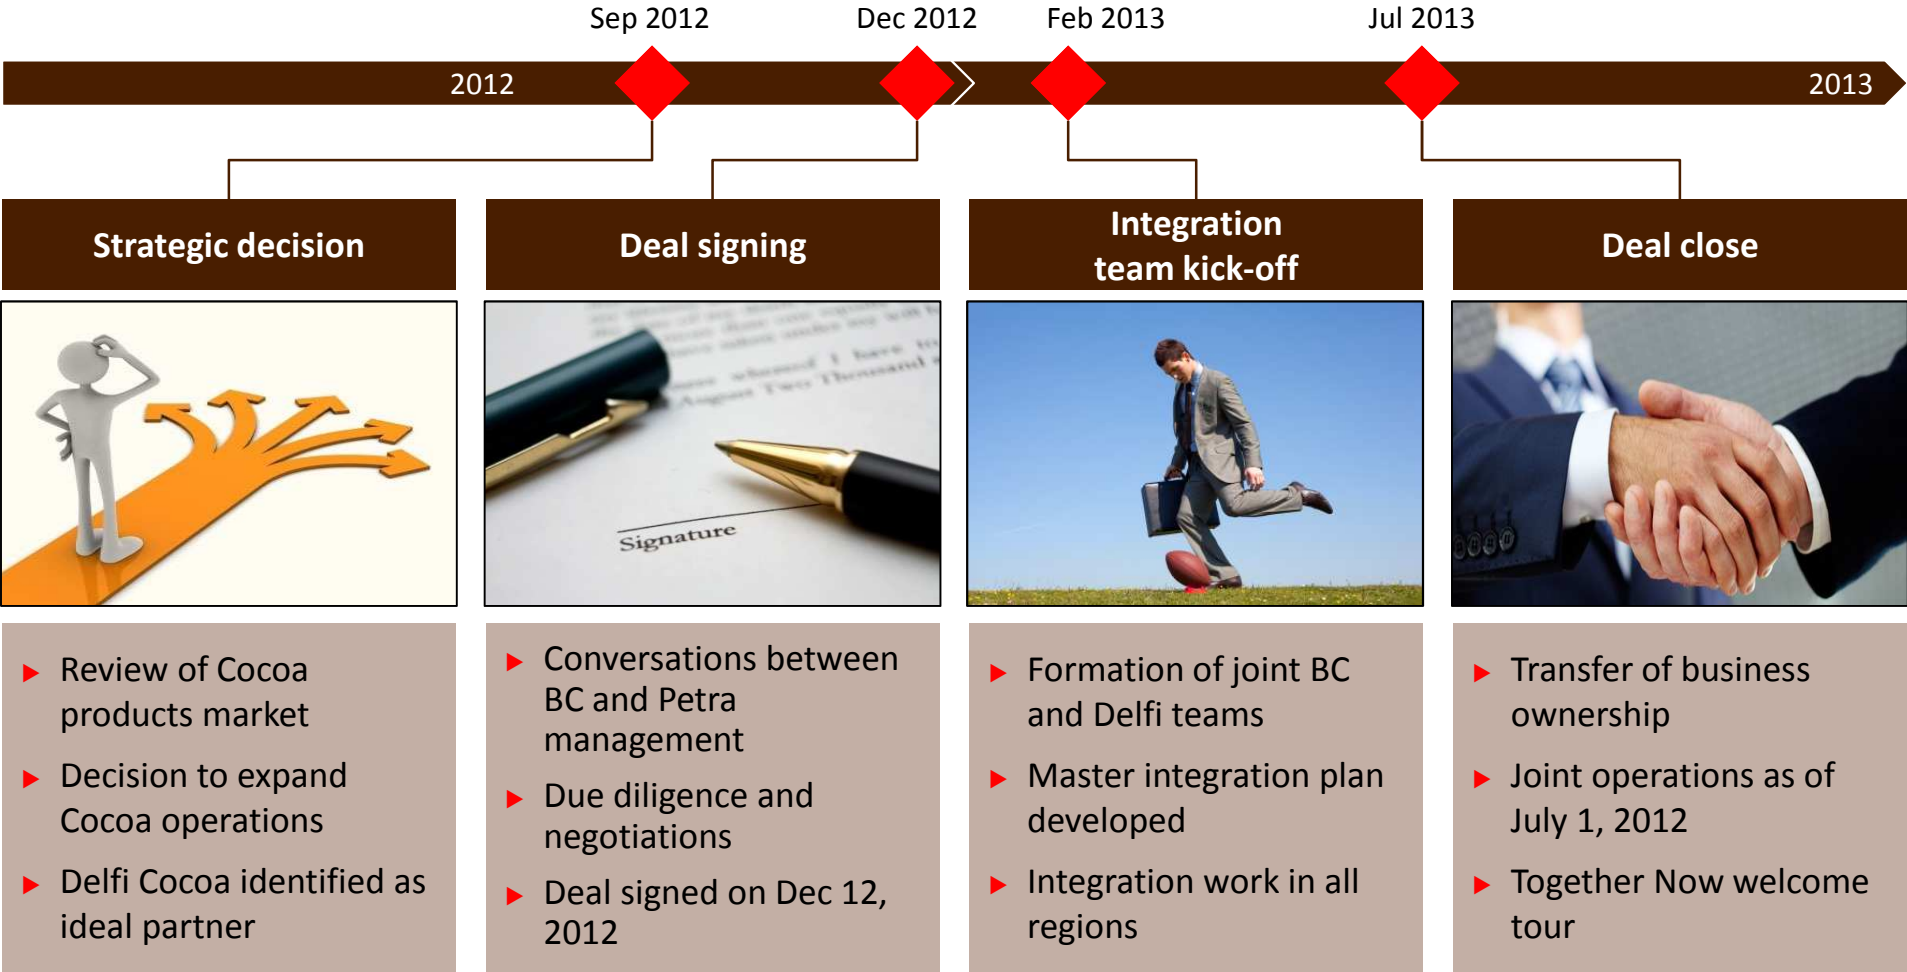 Sep 2012
Dec 2012
Feb 2013
Jul 2013
2012
2013
Strategic decision
Deal signing
Integration
team kick-off
Deal close
August Two Thousand
Signature
Review of Cocoa
products market
Decision to expand
Cocoa operations
Delfi Cocoa identified as
ideal partner
Conversations between
BC and Petra
management
Due diligence and
negotiations
Deal signed on Dec 12,
2012
Formation of joint BC
and Delfi teams
Master integration plan
developed
Integration work in all
regions
Transfer of business
ownership
Joint operations as of
July 1, 2012
Together Now welcome
tour